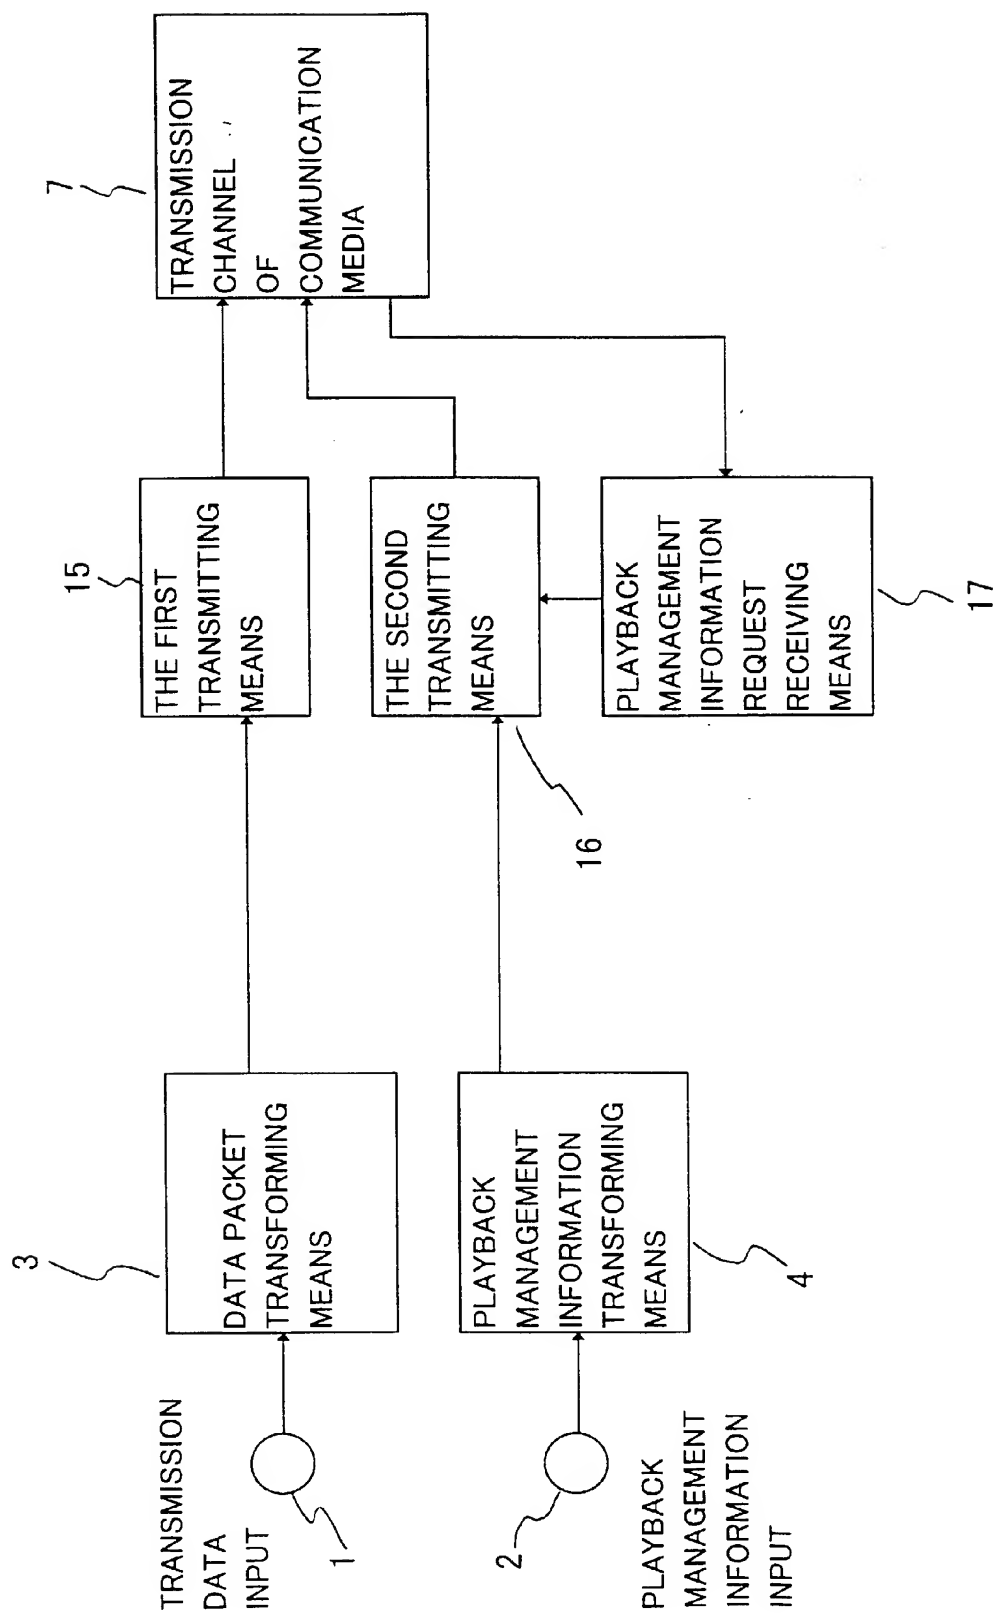 TRANSMISSION
DATA
INPUT
1
3
DATA PACKET
TRANSFORMING
MEANS
15
THE FIRST
TRANSMITTING
MEANS
7
TRANSMISSION
CHANNEL
OF
COMMUNICATION
MEDIA
2
PLAYBACK
MANAGEMENT
INFORMATION
INPUT
PLAYBACK
MANAGEMENT
INFORMATION
TRANSFORMING
MEANS
4
THE SECOND
TRANSMITTING
MEANS
16
PLAYBACK
MANAGEMENT
INFORMATION
REQUEST
RECEIVING
MEANS
17